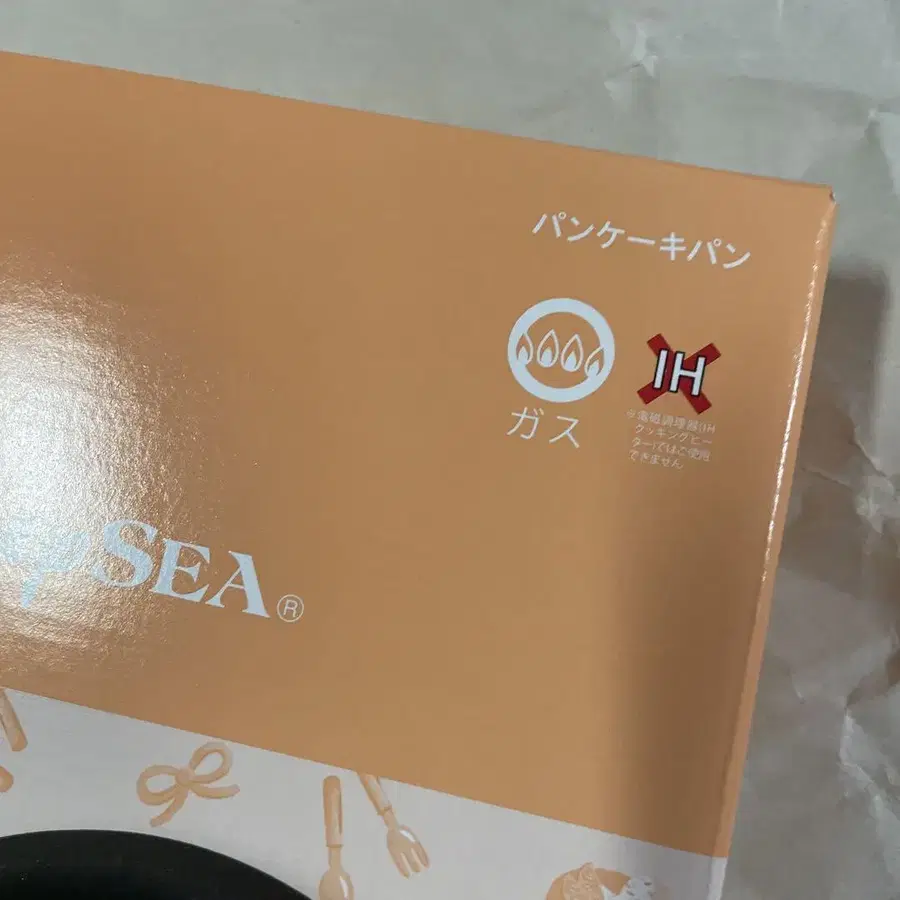 パンケーキパン
ガス
IH
※電磁調理器(IH
クッキングヒー
ター)ではご使用
できません
SEA®